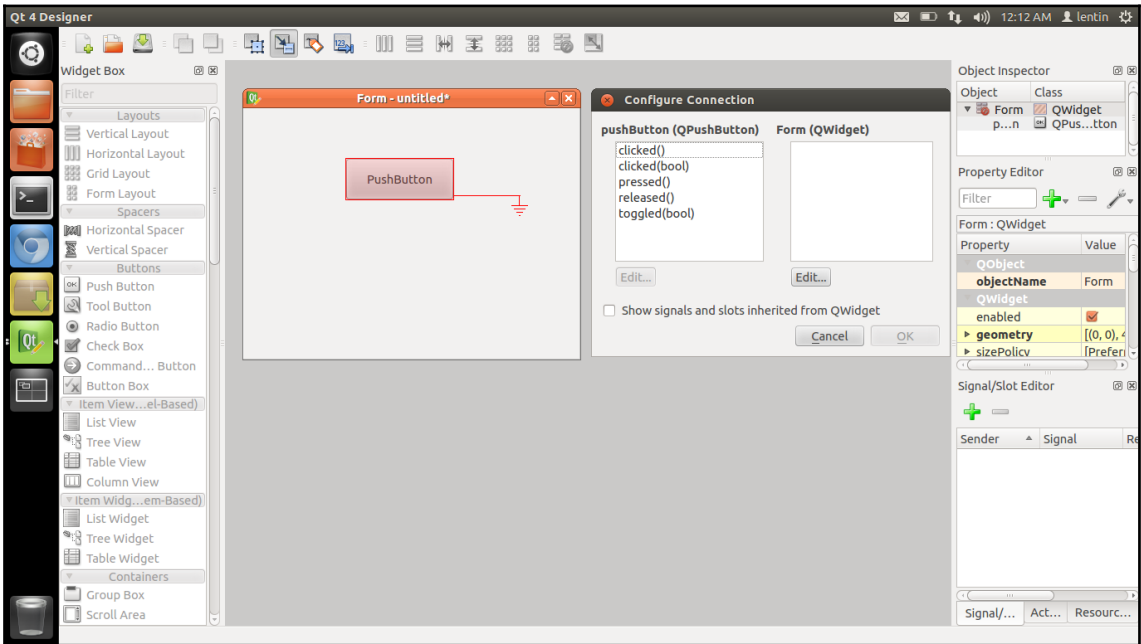 Qt 4 Designer
12:12 AM lentin
Widget Box
Filter
Layouts
Vertical Layout
Horizontal Layout
Grid Layout
Form Layout
Spacers
Horizontal Spacer
Vertical Spacer
Buttons
OK Push Button
Tool Button
Radio Button
Check Box
Command... Button
Button Box
Item View...el-Based)
List View
Tree View
Table View
Column View
Item Widg...em-Based)
List Widget
Tree Widget
Table Widget
Containers
Group Box
Scroll Area
Form - untitled*
PushButton
Configure Connection
pushButton (QPushButton) Form (QWidget)
clicked()
clicked(bool)
pressed()
released()
toggled(bool)
Edit... Edit...
Show signals and slots inherited from QWidget
Cancel OK
Object Inspector
Object Class
Form QWidget
p...n QPus...tton
Property Editor
Filter
Form : QWidget
Property Value
QObject
objectName Form
QWidget
enabled
geometry [(0, 0), 4
sizePolicy [Preferr
Signal/Slot Editor
Sender Signal Re
Signal/... Act... Resourc...